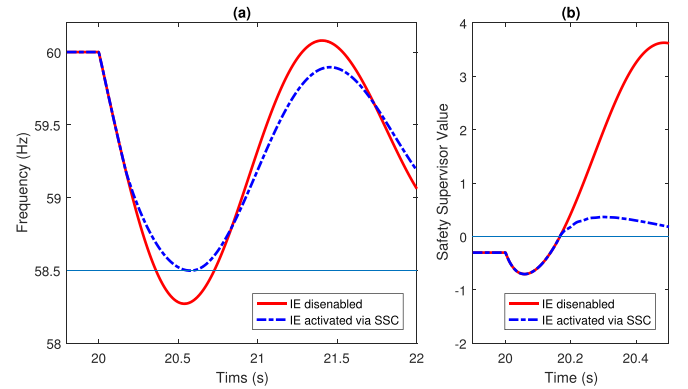 (a)
60
59.5
59
58.5
58
20
20.5
21
21.5
22
Frequency (Hz)
Tims (s)
IE disenabled
IE activated via SSC
(b)
4
3
2
1
0
-1
-2
20
20.2
20.4
Safety Supervisor Value
Time (s)
IE disenabled
IE activated via SSC